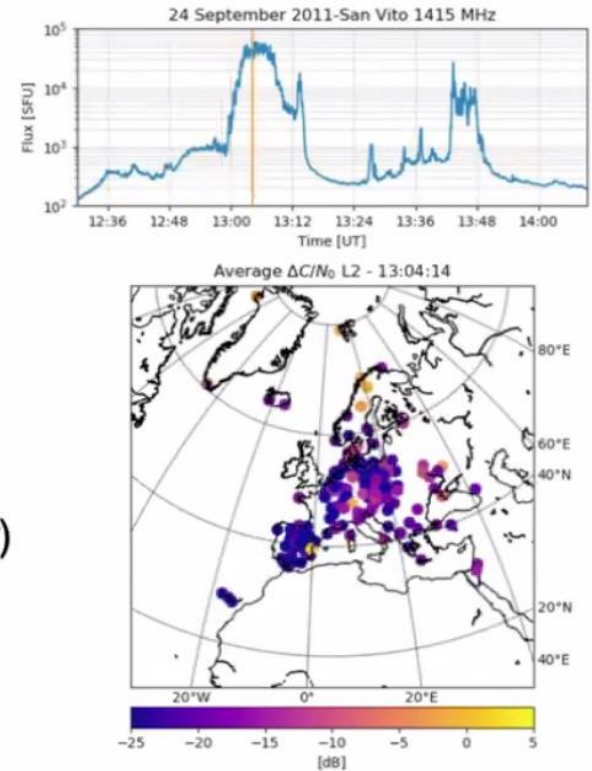 24 September 2011-San Vito 1415 MHz
10⁵
10⁴
10³
10²
Flux [SFU]
12:36 12:48 13:00 13:12 13:24 13:36 13:48 14:00
Time [UT]
Average ΔC/N₀ L2 - 13:04:14
80°E
60°E
40°N
)
20°N
40°E
20°W 0° 20°E
−25 −20 −15 −10 −5 0 5
[dB]